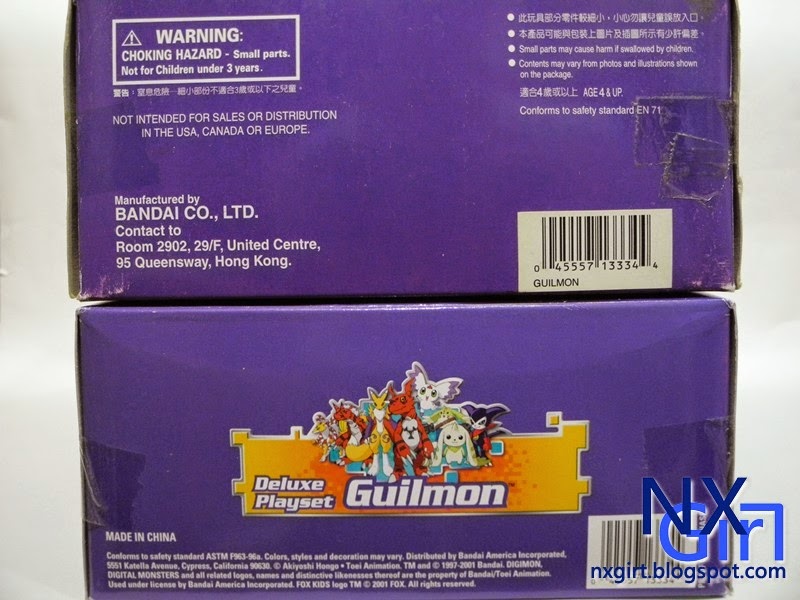 WARNING:
CHOKING HAZARD - Small parts.
Not for Children under 3 years.
警告：窒息危險－細小部份不適合3歲或以下之兒童。
NOT INTENDED FOR SALES OR DISTRIBUTION
IN THE USA, CANADA OR EUROPE.
Manufactured by
BANDAI CO., LTD.
Contact to
Room 2902, 29/F, United Centre,
95 Queensway, Hong Kong.
● 此玩具部分零件較細小，小心勿讓兒童誤放入口。
● 本產品可能與包裝上圖片及插圖所示有少許偏差。
● Small parts may cause harm if swallowed by children.
● Contents may vary from photos and illustrations shown
on the package.
適合4歲或以上 AGE 4 & UP.
Conforms to safety standard EN 71
0 45557 13334 4
GUILMON
Deluxe
Playset Guilmon
MADE IN CHINA
Conforms to safety standard ASTM F963-96a. Colors, styles and decoration may vary. Distributed by Bandai America Incorporated,
5551 Katella Avenue, Cypress, California 90630. © Akiyoshi Hongo • Toei Animation. TM and © 1997-2001 Bandai. DIGIMON,
DIGITAL MONSTERS and all related logos, names and distinctive likenesses thereof are the property of Bandai/Toei Animation.
Used under license by Bandai America Incorporated. FOX KIDS logo TM © 2001 FOX. All rights reserved.
NX
Girl
nxgirt.blogspot.com